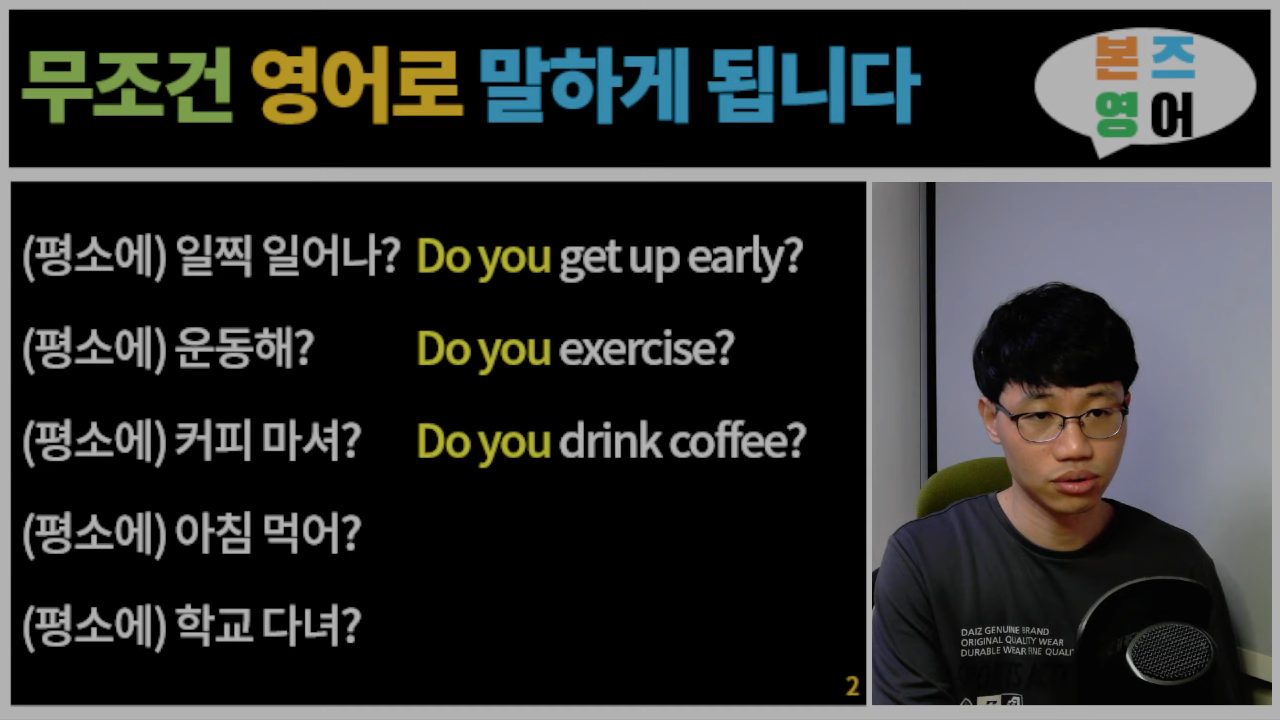 무조건 영어로 말하게 됩니다
본즈
영어
(평소에) 일찍 일어나? Do you get up early?
(평소에) 운동해? Do you exercise?
(평소에) 커피 마셔? Do you drink coffee?
(평소에) 아침 먹어?
(평소에) 학교 다녀?
2
DAIZ GENUINE BRAND
ORIGINAL QUALITY WEAR
DURABLE WEAR FINE